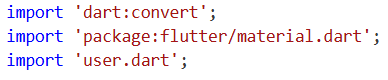 import 'dart:convert';
import 'package:flutter/material.dart';
import 'user.dart';